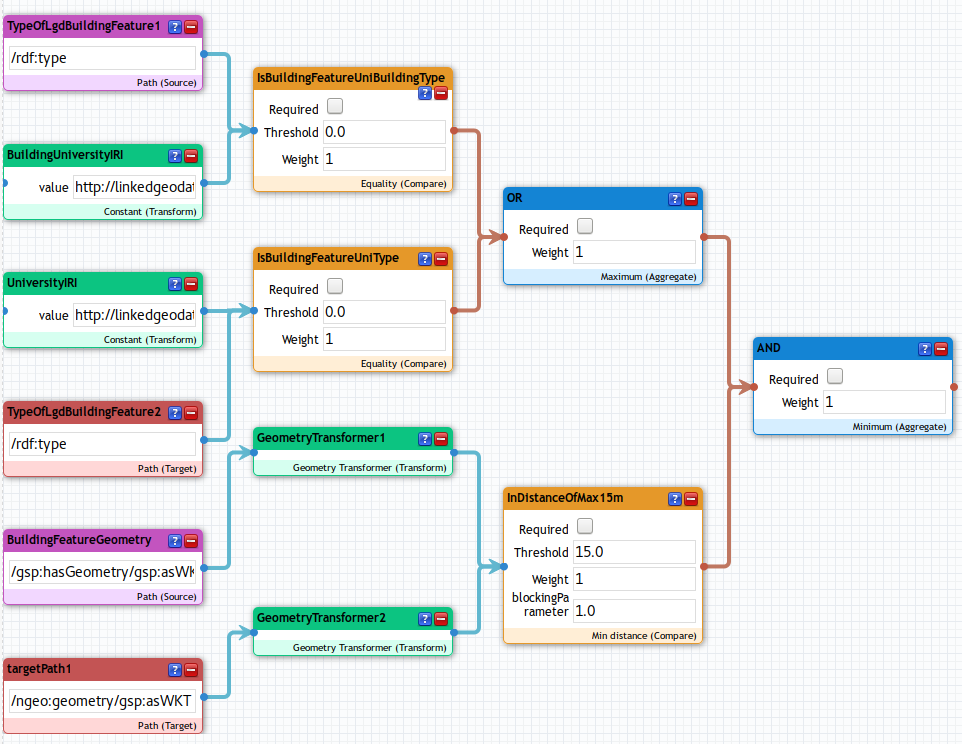 TypeOfLgdBuildingFeature1 ?
/rdf:type
Path (Source)
BuildingUniversityIRI ?
value http://linkedgeodat
Constant (Transform)
UniversityIRI ?
value http://linkedgeodat
Constant (Transform)
TypeOfLgdBuildingFeature2 ?
/rdf:type
Path (Target)
BuildingFeatureGeometry ?
/gsp:hasGeometry/gsp:asWK
Path (Source)
targetPath1 ?
/ngeo:geometry/gsp:asWKT
Path (Target)
IsBuildingFeatureUniBuildingType
?
Required
Threshold 0.0
Weight 1
Equality (Compare)
IsBuildingFeatureUniType ?
Required
Threshold 0.0
Weight 1
Equality (Compare)
GeometryTransformer1 ?
Geometry Transformer (Transform)
GeometryTransformer2 ?
Geometry Transformer (Transform)
OR ?
Required
Weight 1
Maximum (Aggregate)
InDistanceOfMax15m ?
Required
Threshold 15.0
Weight 1
blockingPa
rameter 1.0
Min distance (Compare)
AND ?
Required
Weight 1
Minimum (Aggregate)